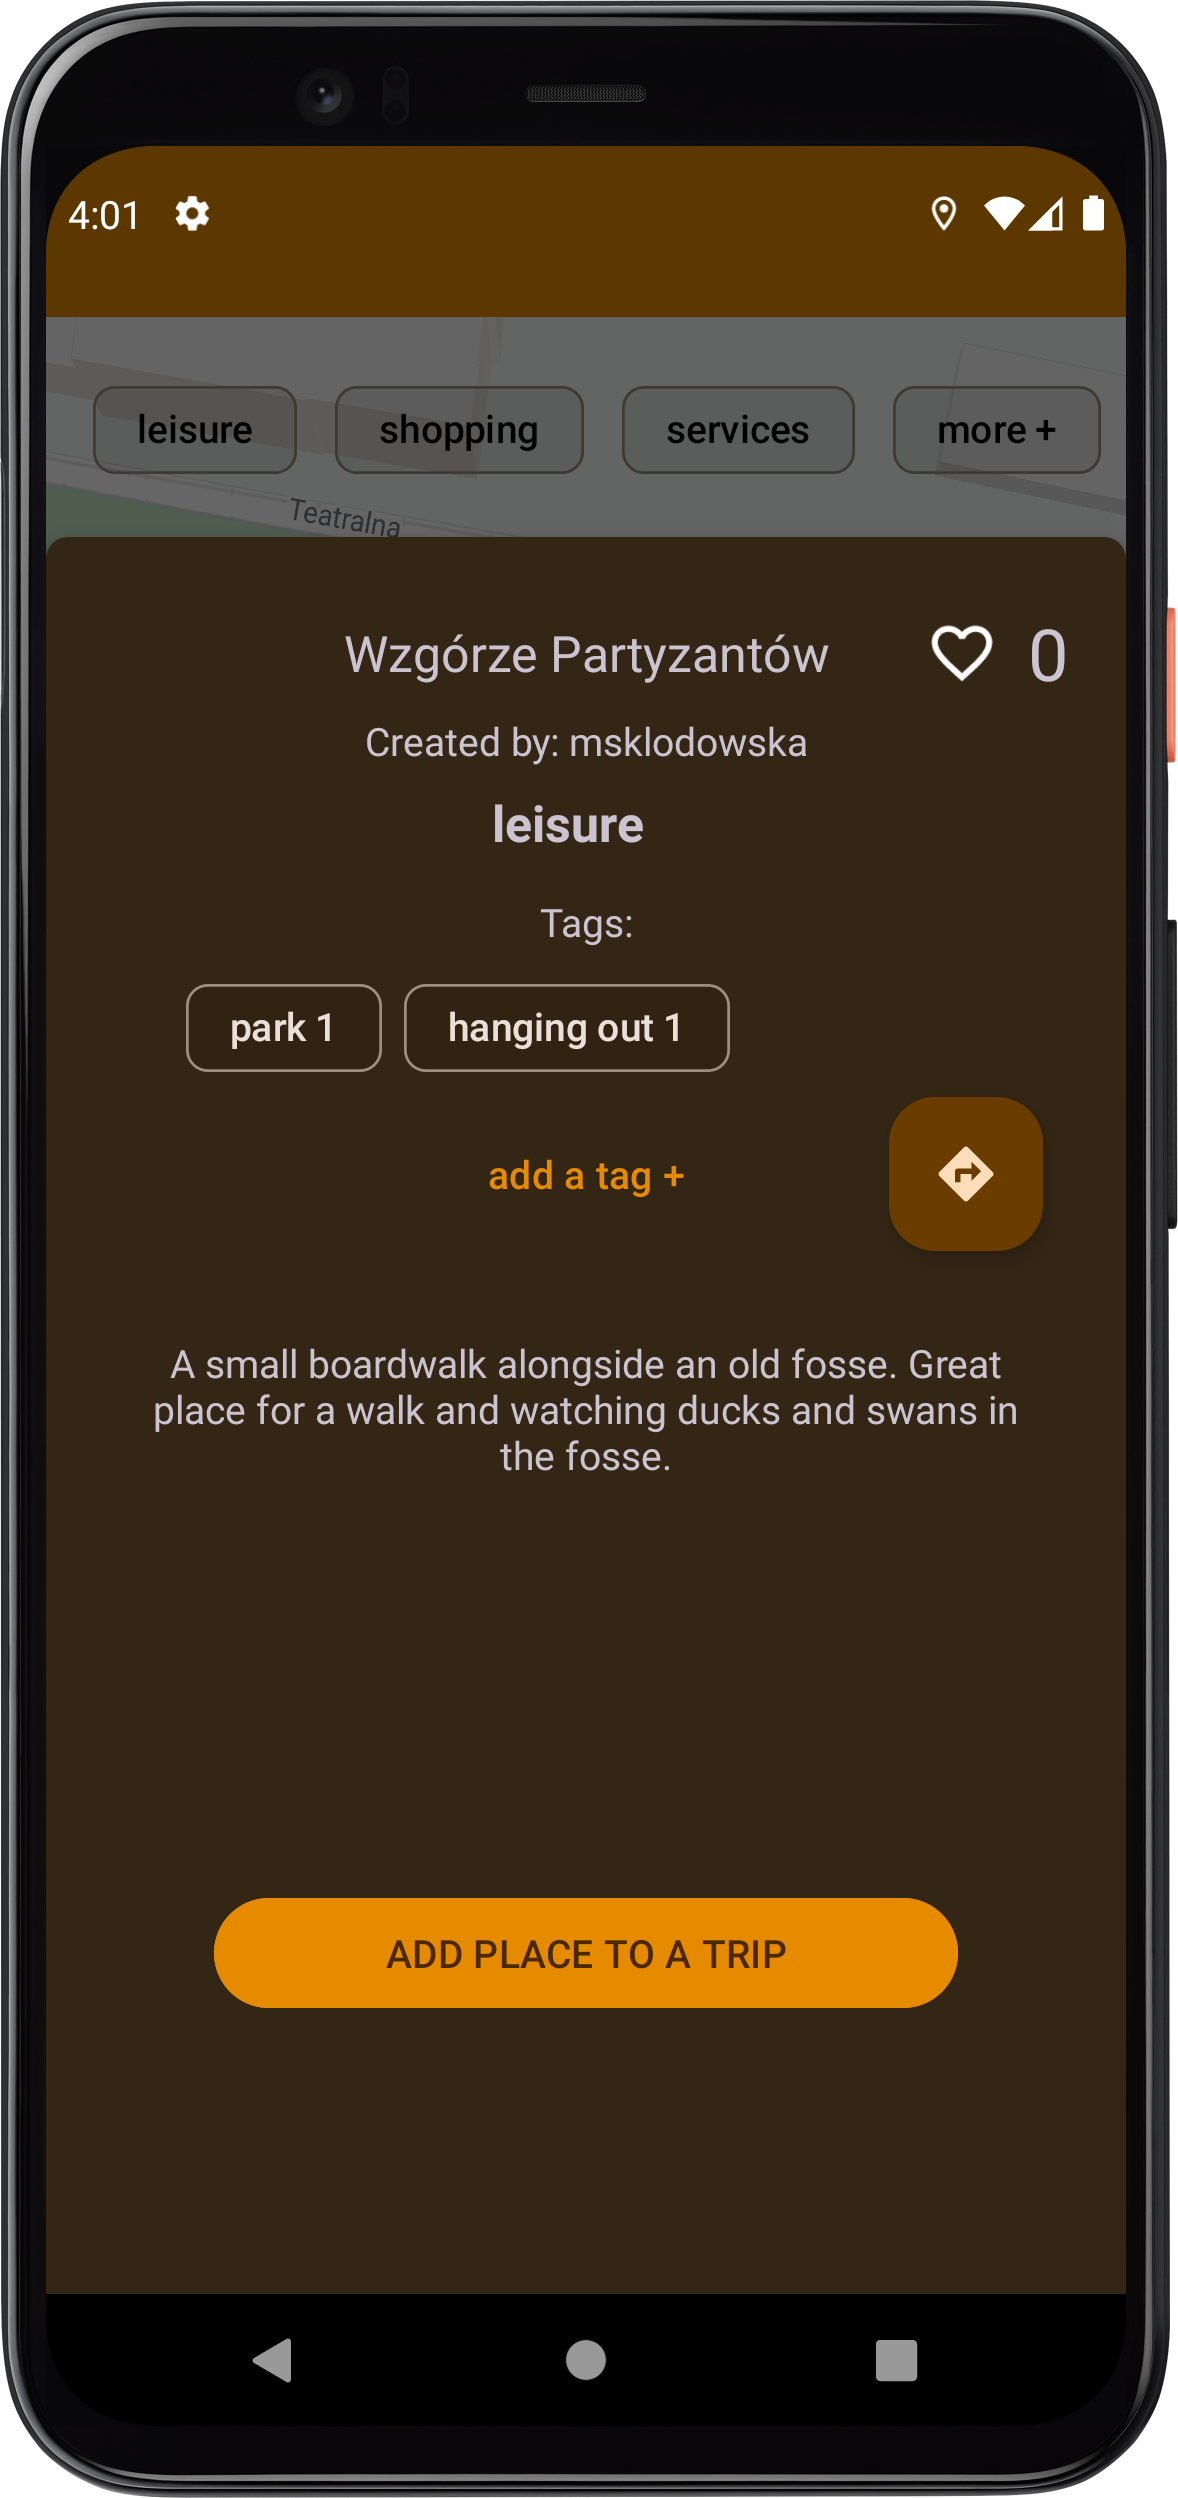 4:01
leisure
shopping
services
more +
Teatralna
Wzgórze Partyzantów
0
Created by: msklodowska
leisure
Tags:
park 1
hanging out 1
add a tag +
A small boardwalk alongside an old fosse. Great
place for a walk and watching ducks and swans in
the fosse.
ADD PLACE TO A TRIP